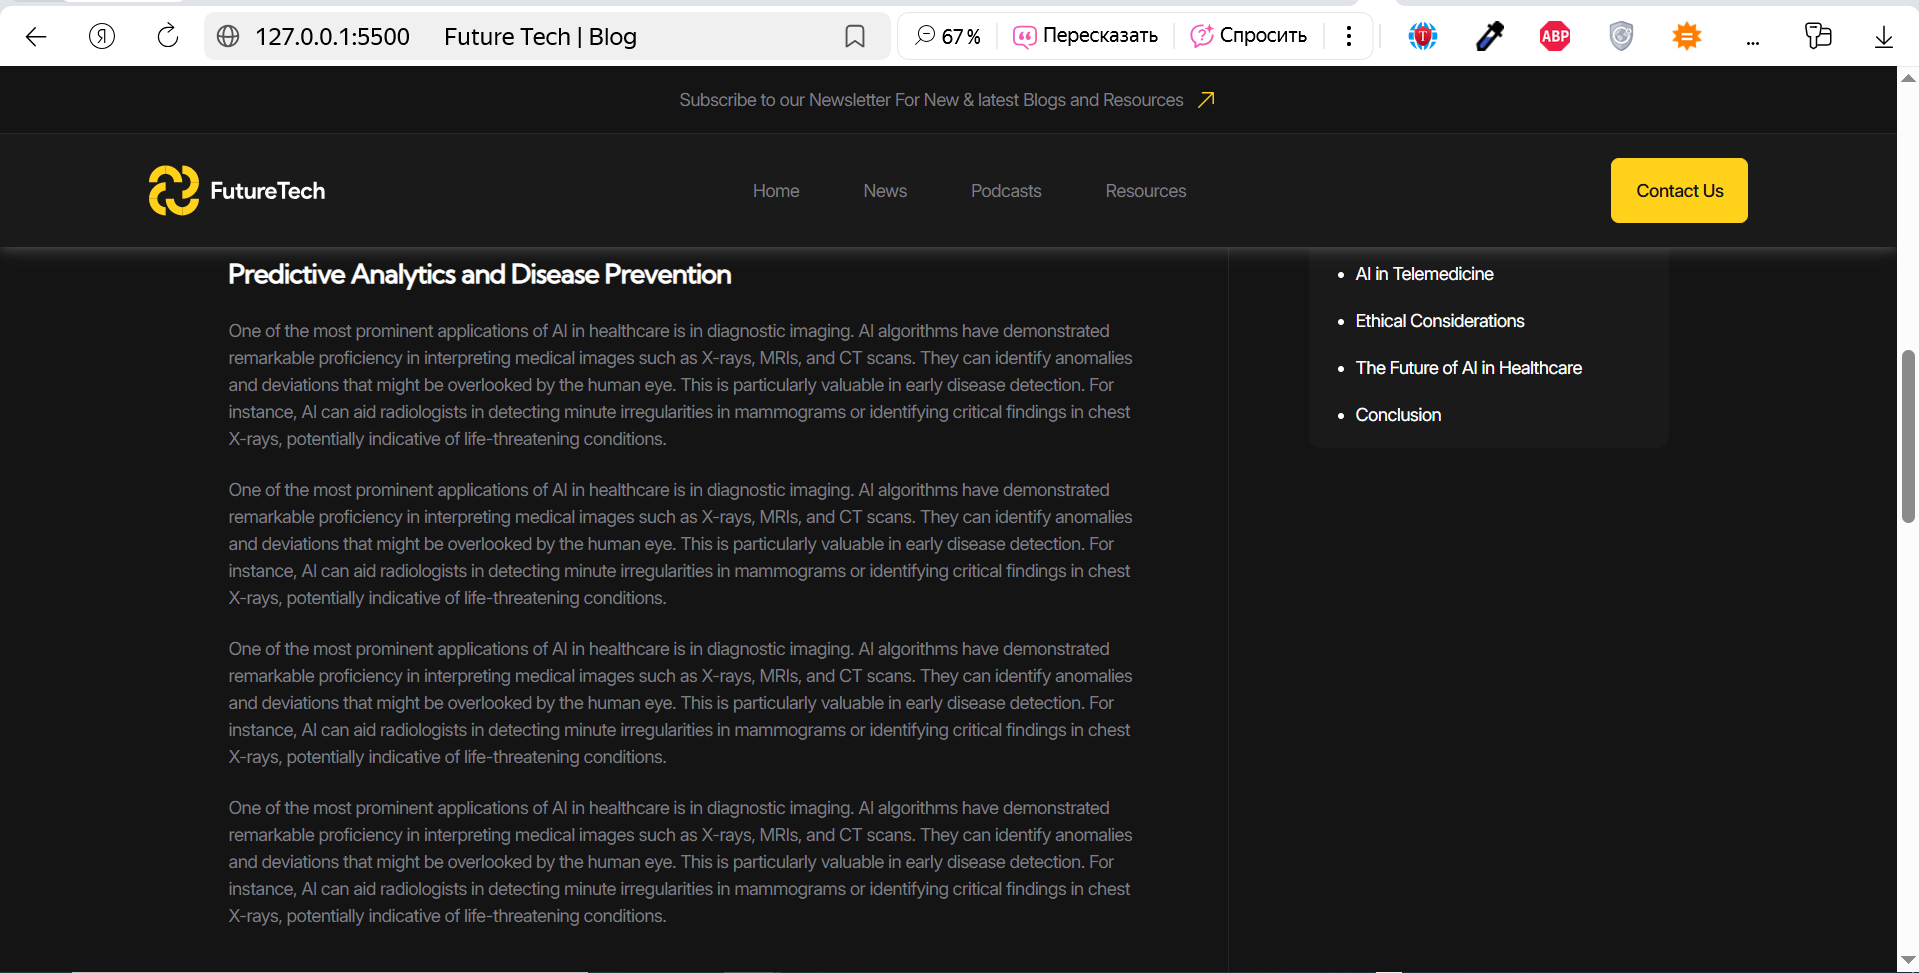 127.0.0.1:5500 Future Tech | Blog 67 % Пересказать Спросить ABP
Subscribe to our Newsletter For New & latest Blogs and Resources
FutureTech
Home News Podcasts Resources
Contact Us
Predictive Analytics and Disease Prevention
One of the most prominent applications of AI in healthcare is in diagnostic imaging. AI algorithms have demonstrated
remarkable proficiency in interpreting medical images such as X-rays, MRIs, and CT scans. They can identify anomalies
and deviations that might be overlooked by the human eye. This is particularly valuable in early disease detection. For
instance, AI can aid radiologists in detecting minute irregularities in mammograms or identifying critical findings in chest
X-rays, potentially indicative of life-threatening conditions.
One of the most prominent applications of AI in healthcare is in diagnostic imaging. AI algorithms have demonstrated
remarkable proficiency in interpreting medical images such as X-rays, MRIs, and CT scans. They can identify anomalies
and deviations that might be overlooked by the human eye. This is particularly valuable in early disease detection. For
instance, AI can aid radiologists in detecting minute irregularities in mammograms or identifying critical findings in chest
X-rays, potentially indicative of life-threatening conditions.
One of the most prominent applications of AI in healthcare is in diagnostic imaging. AI algorithms have demonstrated
remarkable proficiency in interpreting medical images such as X-rays, MRIs, and CT scans. They can identify anomalies
and deviations that might be overlooked by the human eye. This is particularly valuable in early disease detection. For
instance, AI can aid radiologists in detecting minute irregularities in mammograms or identifying critical findings in chest
X-rays, potentially indicative of life-threatening conditions.
One of the most prominent applications of AI in healthcare is in diagnostic imaging. AI algorithms have demonstrated
remarkable proficiency in interpreting medical images such as X-rays, MRIs, and CT scans. They can identify anomalies
and deviations that might be overlooked by the human eye. This is particularly valuable in early disease detection. For
instance, AI can aid radiologists in detecting minute irregularities in mammograms or identifying critical findings in chest
X-rays, potentially indicative of life-threatening conditions.
• AI in Telemedicine
• Ethical Considerations
• The Future of AI in Healthcare
• Conclusion